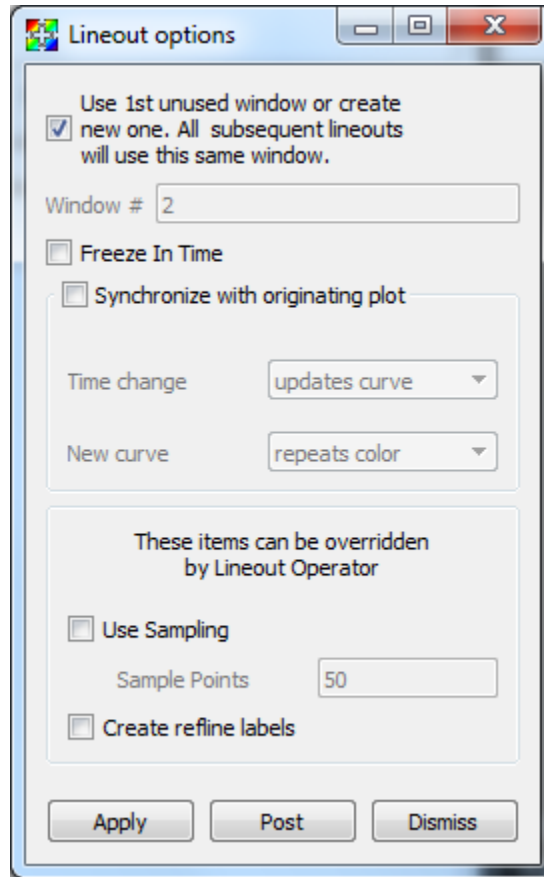 Lineout options
Use 1st unused window or create
new one. All subsequent lineouts
will use this same window.
Window # 2
Freeze In Time
Synchronize with originating plot
Time change updates curve
New curve repeats color
These items can be overridden
by Lineout Operator
Use Sampling
Sample Points 50
Create refline labels
Apply Post Dismiss